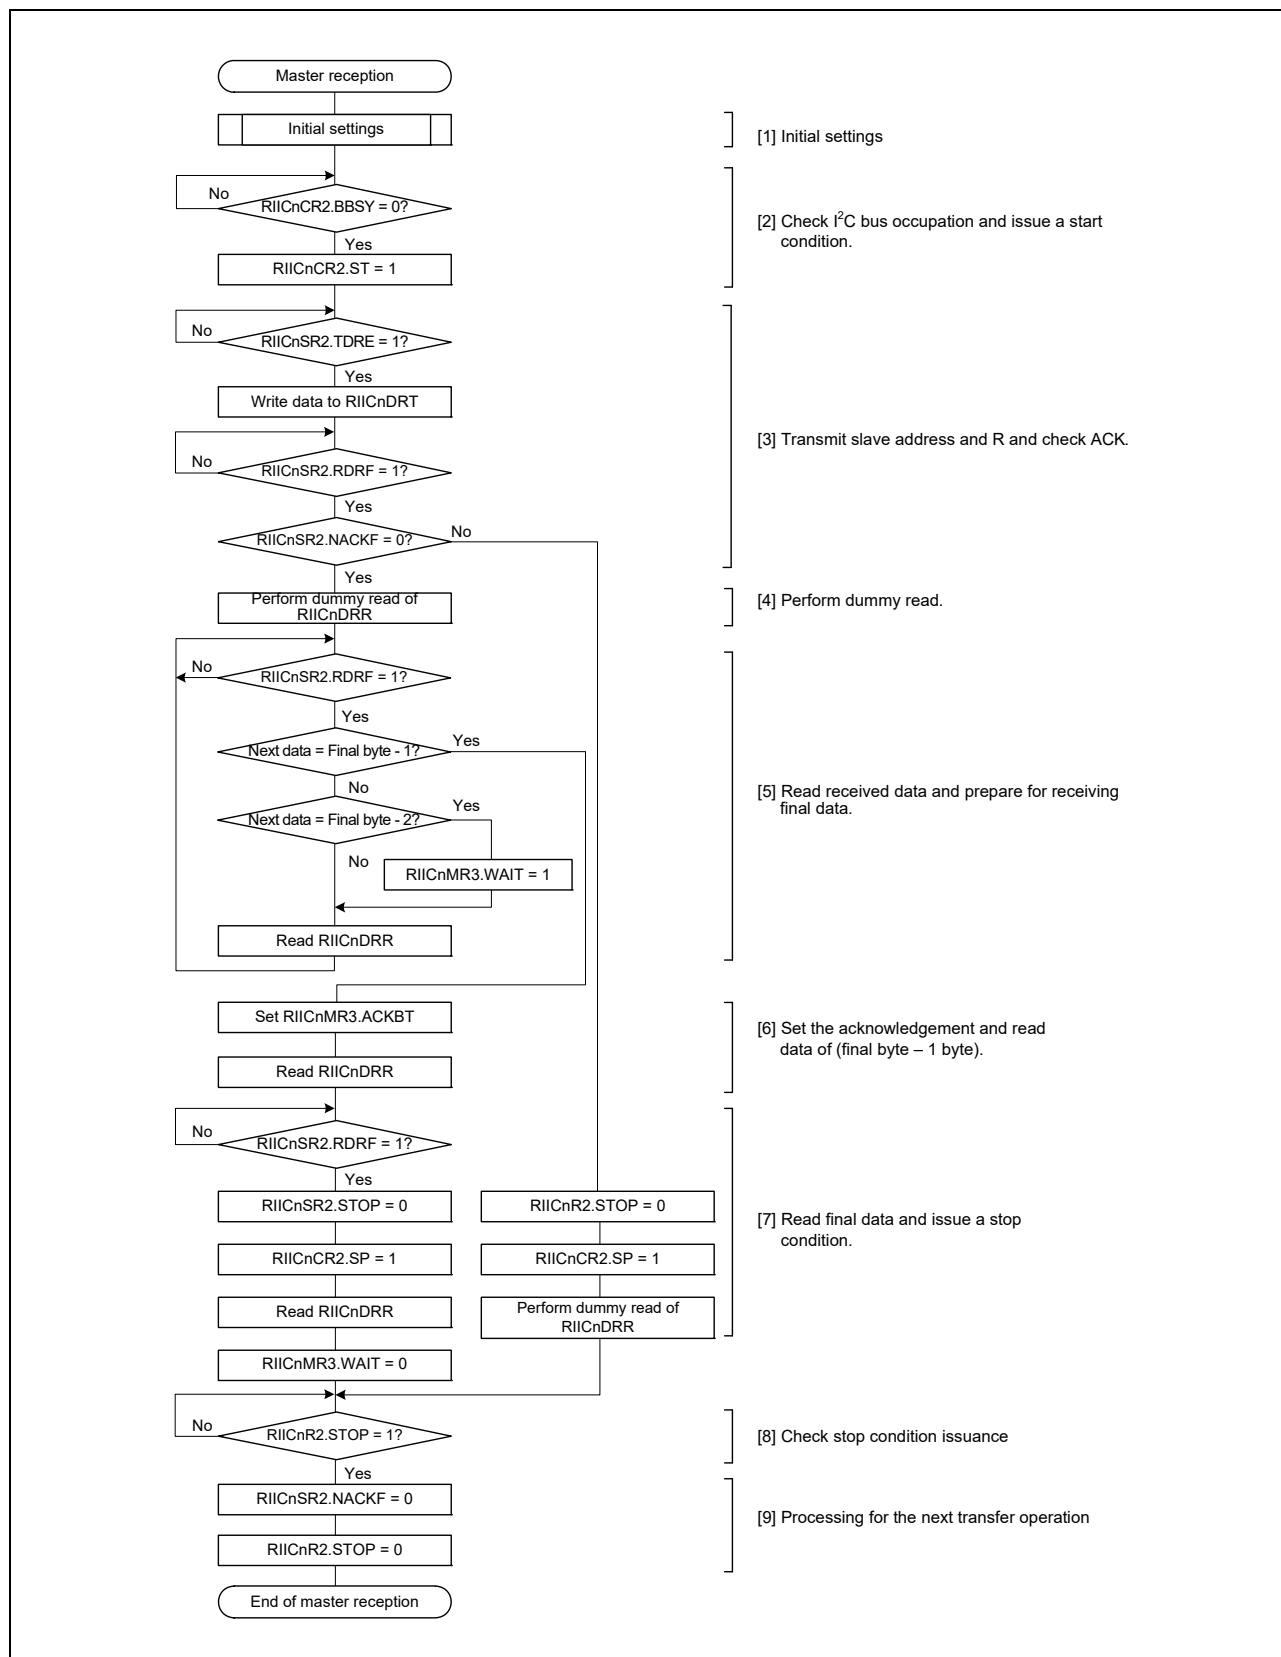 Master reception
Initial settings
[1] Initial settings
No
RIICnCR2.BBSY = 0?
Yes
RIICnCR2.ST = 1
[2] Check I²C bus occupation and issue a start
condition.
No
RIICnSR2.TDRE = 1?
Yes
Write data to RIICnDRT
No
RIICnSR2.RDRF = 1?
Yes
RIICnSR2.NACKF = 0?
No
Yes
[3] Transmit slave address and R and check ACK.
Perform dummy read of
RIICnDRR
[4] Perform dummy read.
No
RIICnSR2.RDRF = 1?
Yes
Next data = Final byte - 1?
Yes
No
Next data = Final byte - 2?
Yes
No
RIICnMR3.WAIT = 1
Read RIICnDRR
[5] Read received data and prepare for receiving
final data.
Set RIICnMR3.ACKBT
Read RIICnDRR
[6] Set the acknowledgement and read
data of (final byte – 1 byte).
No
RIICnSR2.RDRF = 1?
Yes
RIICnSR2.STOP = 0
RIICnCR2.SP = 1
Read RIICnDRR
RIICnMR3.WAIT = 0
RIICnR2.STOP = 0
RIICnCR2.SP = 1
Perform dummy read of
RIICnDRR
[7] Read final data and issue a stop
condition.
No
RIICnR2.STOP = 1?
Yes
[8] Check stop condition issuance
RIICnSR2.NACKF = 0
RIICnR2.STOP = 0
[9] Processing for the next transfer operation
End of master reception